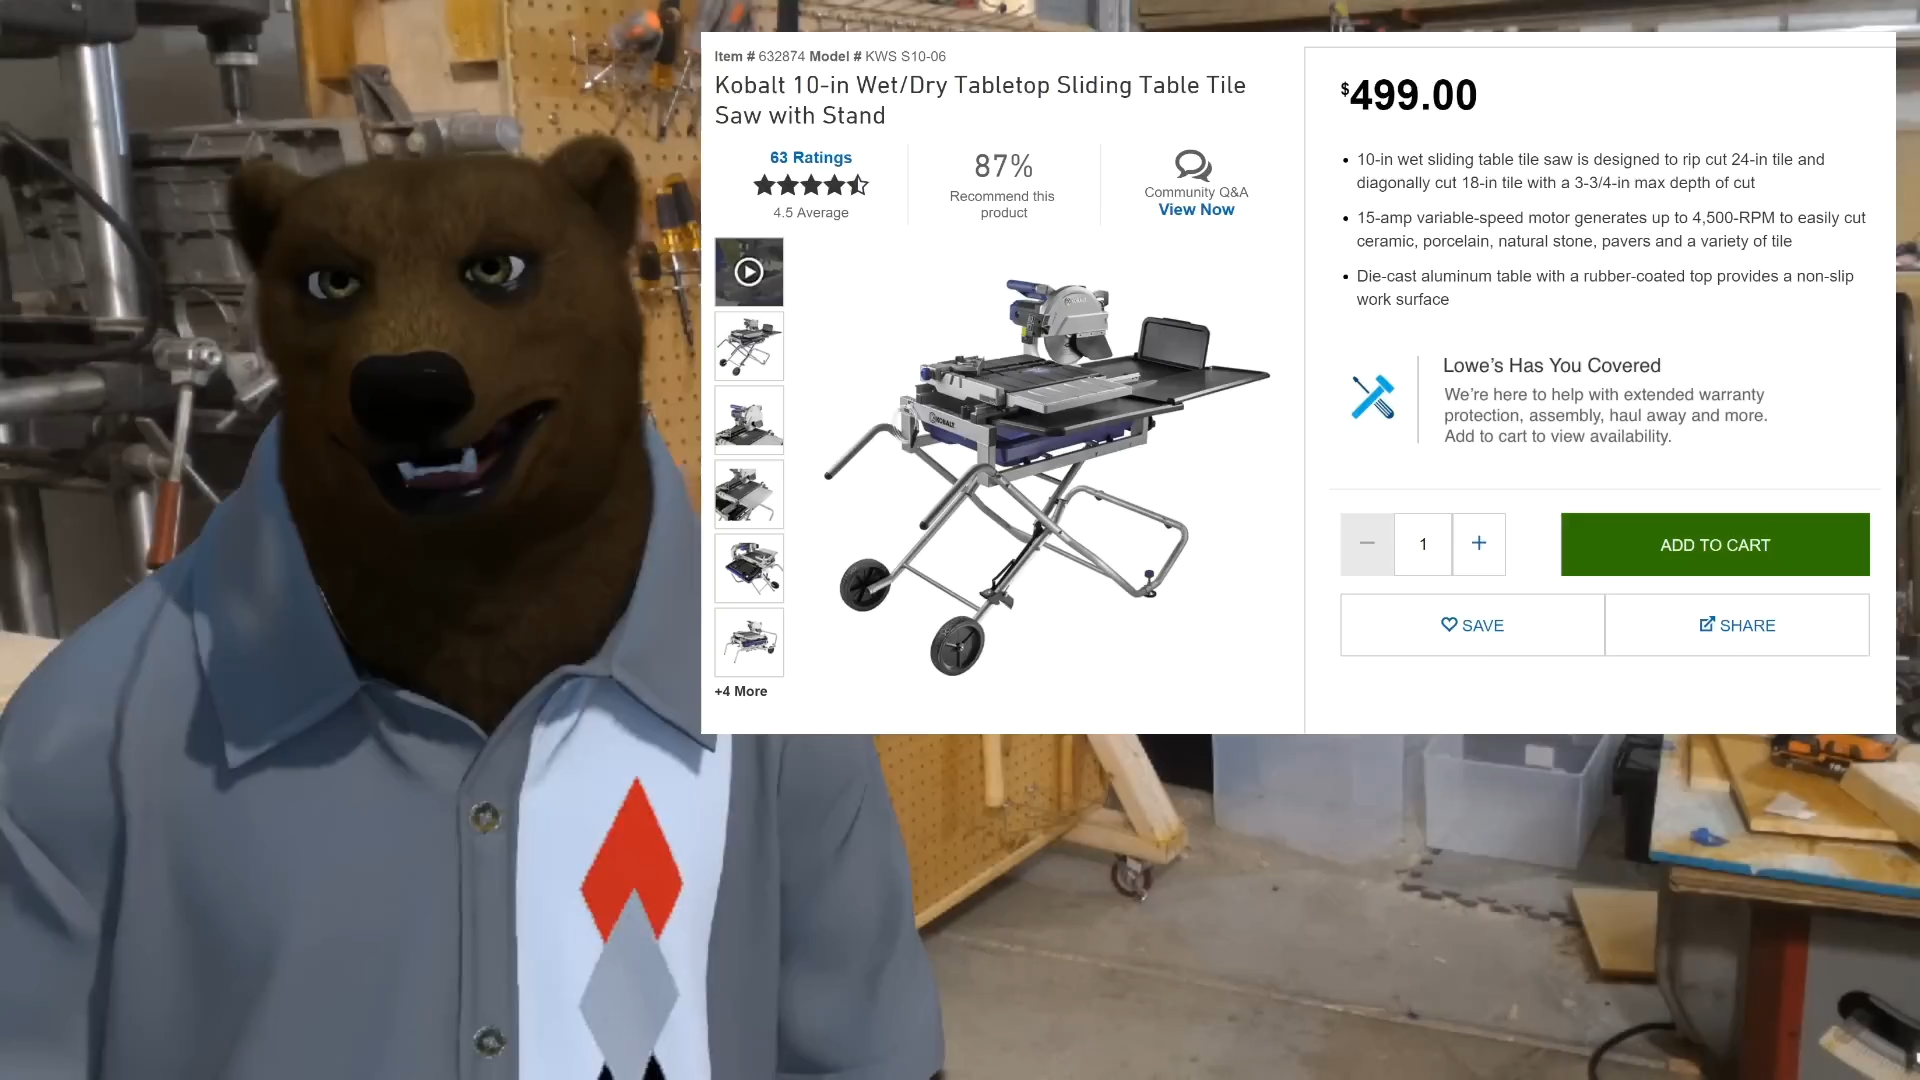 Item # 632874 Model # KWS S10-06
Kobalt 10-in Wet/Dry Tabletop Sliding Table Tile
Saw with Stand
63 Ratings
4.5 Average
87%
Recommend this
product
Community Q&A
View Now
+4 More
KOBALT
$499.00
• 10-in wet sliding table tile saw is designed to rip cut 24-in tile and
diagonally cut 18-in tile with a 3-3/4-in max depth of cut
• 15-amp variable-speed motor generates up to 4,500-RPM to easily cut
ceramic, porcelain, natural stone, pavers and a variety of tile
• Die-cast aluminum table with a rubber-coated top provides a non-slip
work surface
Lowe's Has You Covered
We're here to help with extended warranty
protection, assembly, haul away and more.
Add to cart to view availability.
1
ADD TO CART
SAVE
SHARE